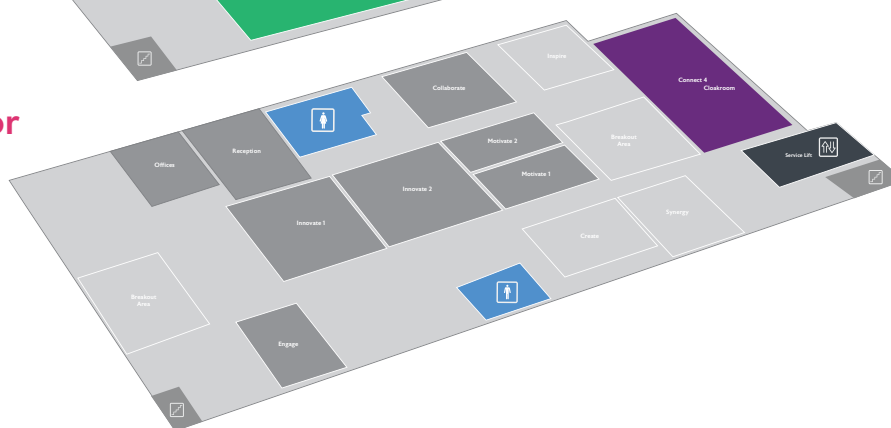 or
Inspire
Connect 4
Cloakroom
Collaborate
Motivate 2
Breakout
Area
Service Lift
Reception
Offices
Motivate 1
Innovate 2
Innovate 1
Synergy
Create
Breakout
Area
Engage